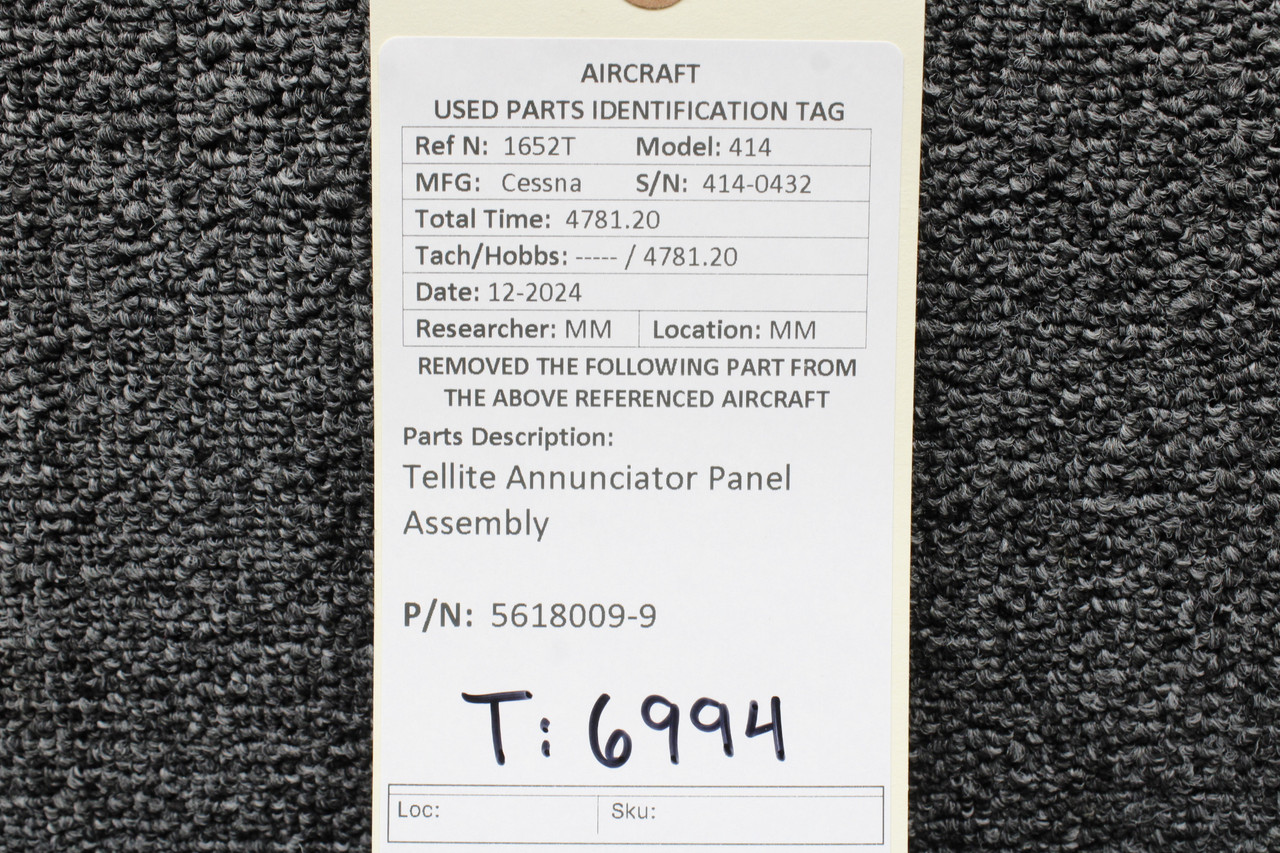 AIRCRAFT
USED PARTS IDENTIFICATION TAG
Ref N: 1652T Model: 414
MFG: Cessna S/N: 414-0432
Total Time: 4781.20
Tach/Hobbs: ----- / 4781.20
Date: 12-2024
Researcher: MM Location: MM
REMOVED THE FOLLOWING PART FROM
THE ABOVE REFERENCED AIRCRAFT
Parts Description:
Tellite Annunciator Panel
Assembly
P/N: 5618009-9
T: 6994
Loc: Sku: